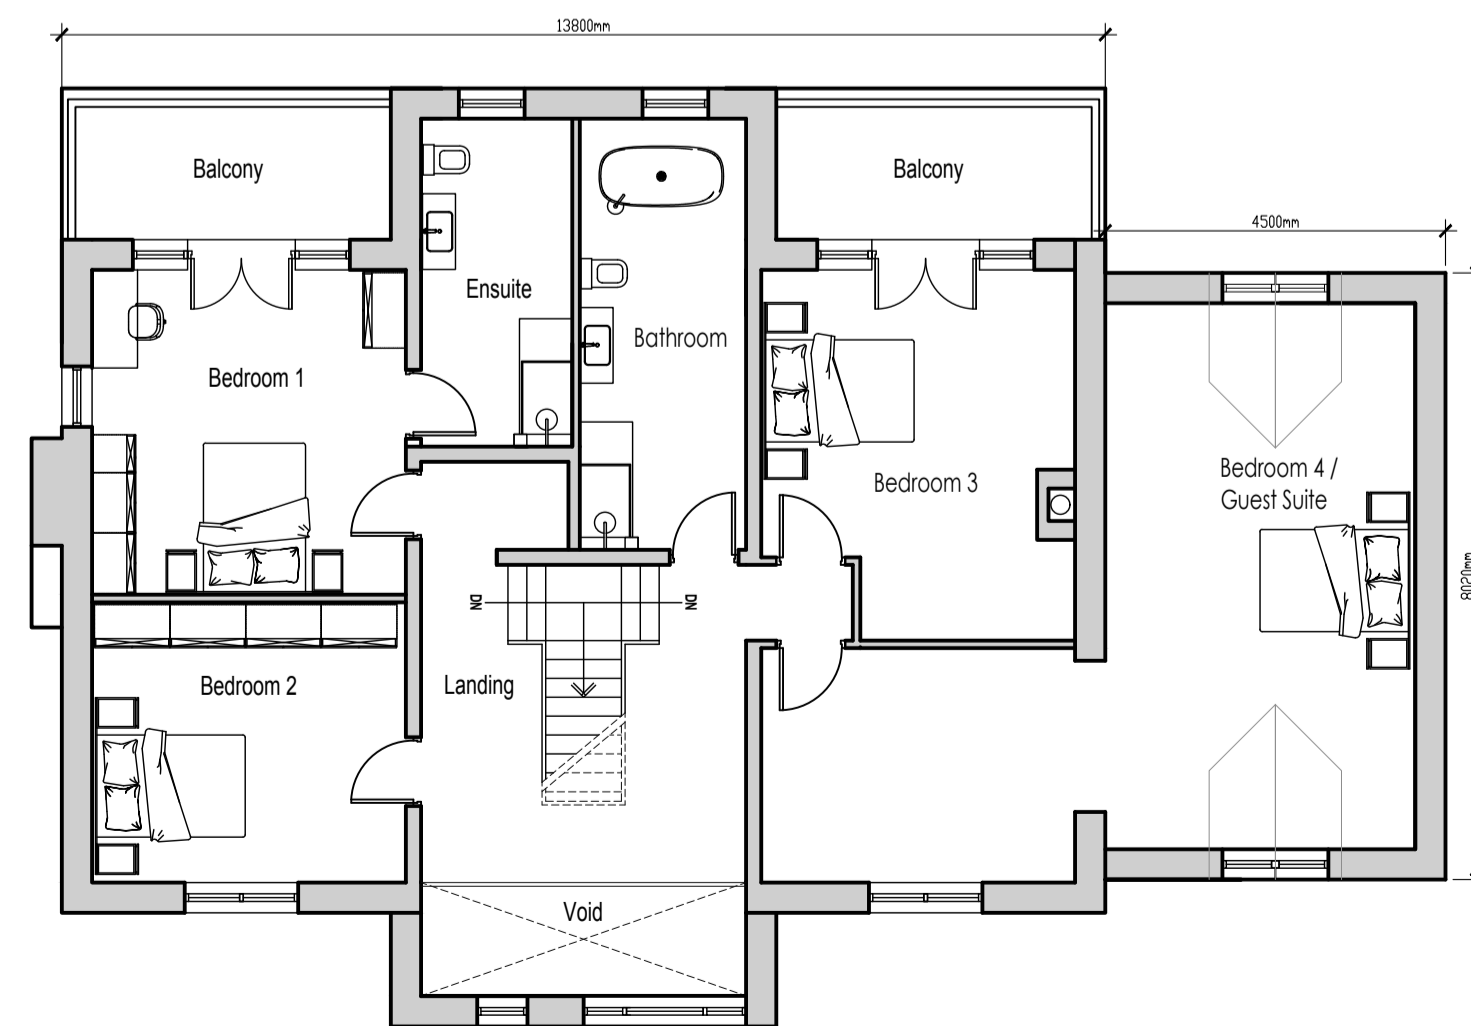 13800mm
Balcony
Balcony
4500mm
Ensuite
Bathroom
Bedroom 1
Bedroom 3
Bedroom 4 /
Guest Suite
8020mm
DN
DN
Bedroom 2
Landing
Void